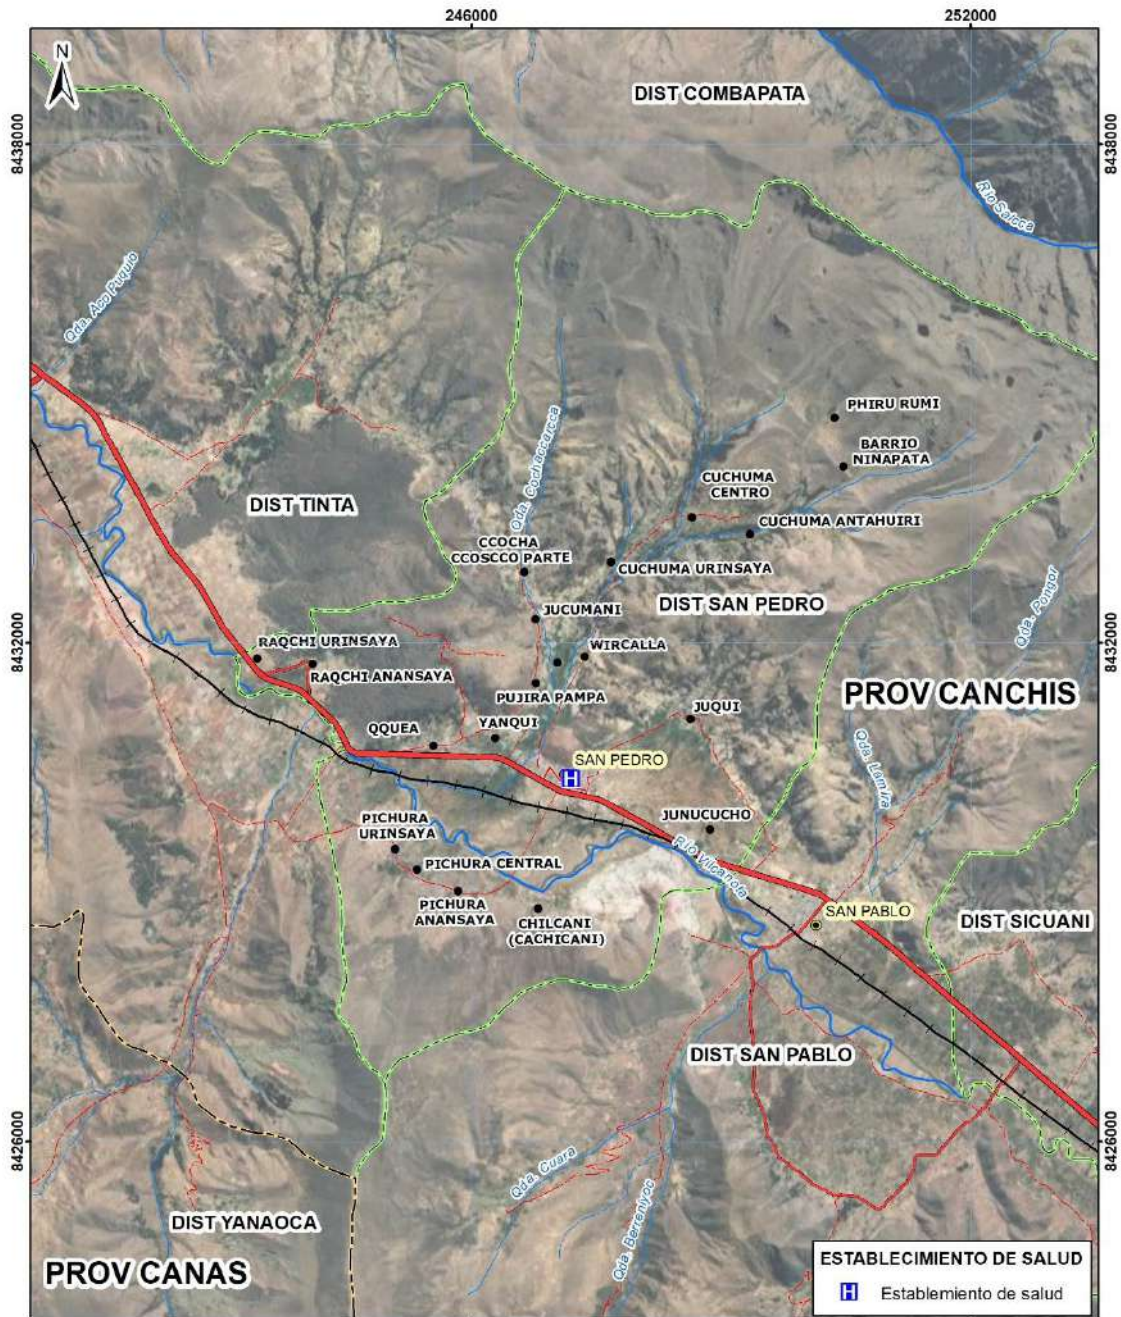 246000
252000
N
DIST COMBAPATA
8438000
8438000
Río Salcca
Qda. Aco Puquio
PHIRU RUMI
BARRIO
NINAPATA
Qda. Cochaccarcca
CUCHUMA
CENTRO
DIST TINTA
CUCHUMA ANTAHUIRI
CCOCHA
CCOSCCO PARTE
CUCHUMA URINSAYA
Qda. Pongor
DIST SAN PEDRO
JUCUMANI
8432000
8432000
RAQCHI URINSAYA
WIRCALLA
RAQCHI ANANSAYA
PROV CANCHIS
PUJIRA PAMPA
JUQUI
QQUEA
YANQUI
SAN PEDRO
H
Qda. Lamira
PICHURA
URINSAYA
JUNUCUCHO
PICHURA CENTRAL
Río Vilcanota
PICHURA
ANANSAYA
CHILCANI
(CACHICANI)
SAN PABLO
DIST SICUANI
DIST SAN PABLO
8426000
8426000
Qda. Cuara
DIST YANAOCA
Qda. Berreniyoc
PROV CANAS
ESTABLECIMIENTO DE SALUD
H Establemiento de salud